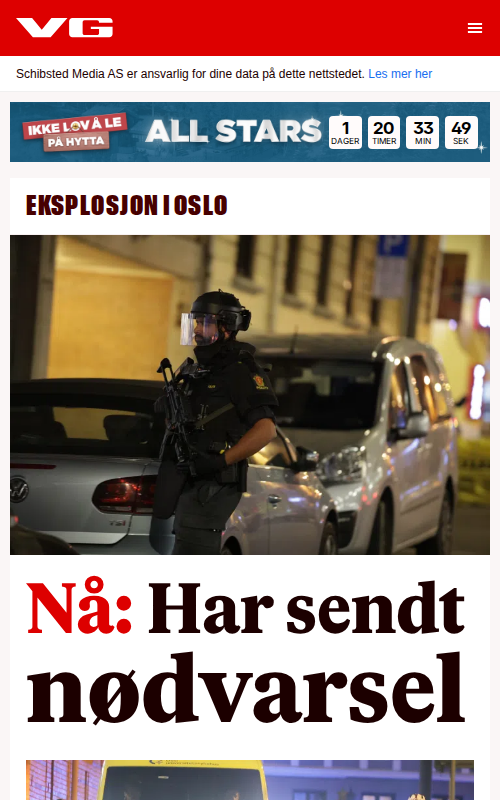 VG
Schibsted Media AS er ansvarlig for dine data på dette nettstedet. Les mer her
IKKE LOV Å LE
PÅ HYTTA
ALL STARS
1
DAGER
20
TIMER
33
MIN
49
SEK
EKSPLOSJON I OSLO
P
TSI
Nå: Har sendt
nødvarsel